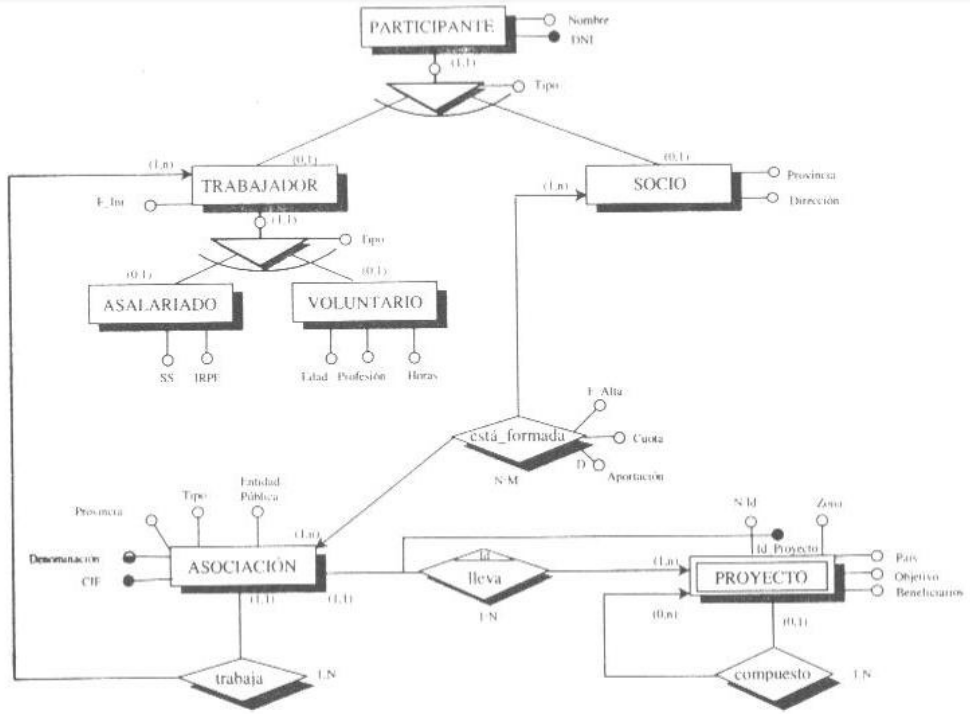 Nombre
PARTICIPANTE
DNI
(1,1)
Tipo
(1,n)
(0,1)
(0,1)
TRABAJADOR
(1,n)
SOCIO
Provincia
F_Ini
Dirección
(1,1)
Tipo
(0,1)
(0,1)
ASALARIADO
VOLUNTARIO
SS
IRPF
Edad
Profesión
Horas
F_Alta
está_formada
Cuota
D
Aportación
N:M
Entidad
Pública
Tipo
Provincia
N.Id
Zona
(1,n)
Denominación
Id
Id_Proyecto
País
ASOCIACIÓN
(1,n)
CIF
lleva
PROYECTO
Objetivo
Beneficiarios
(1,1)
(1,1)
1:N
(0,n)
(0,1)
trabaja
1:N
compuesto
1:N